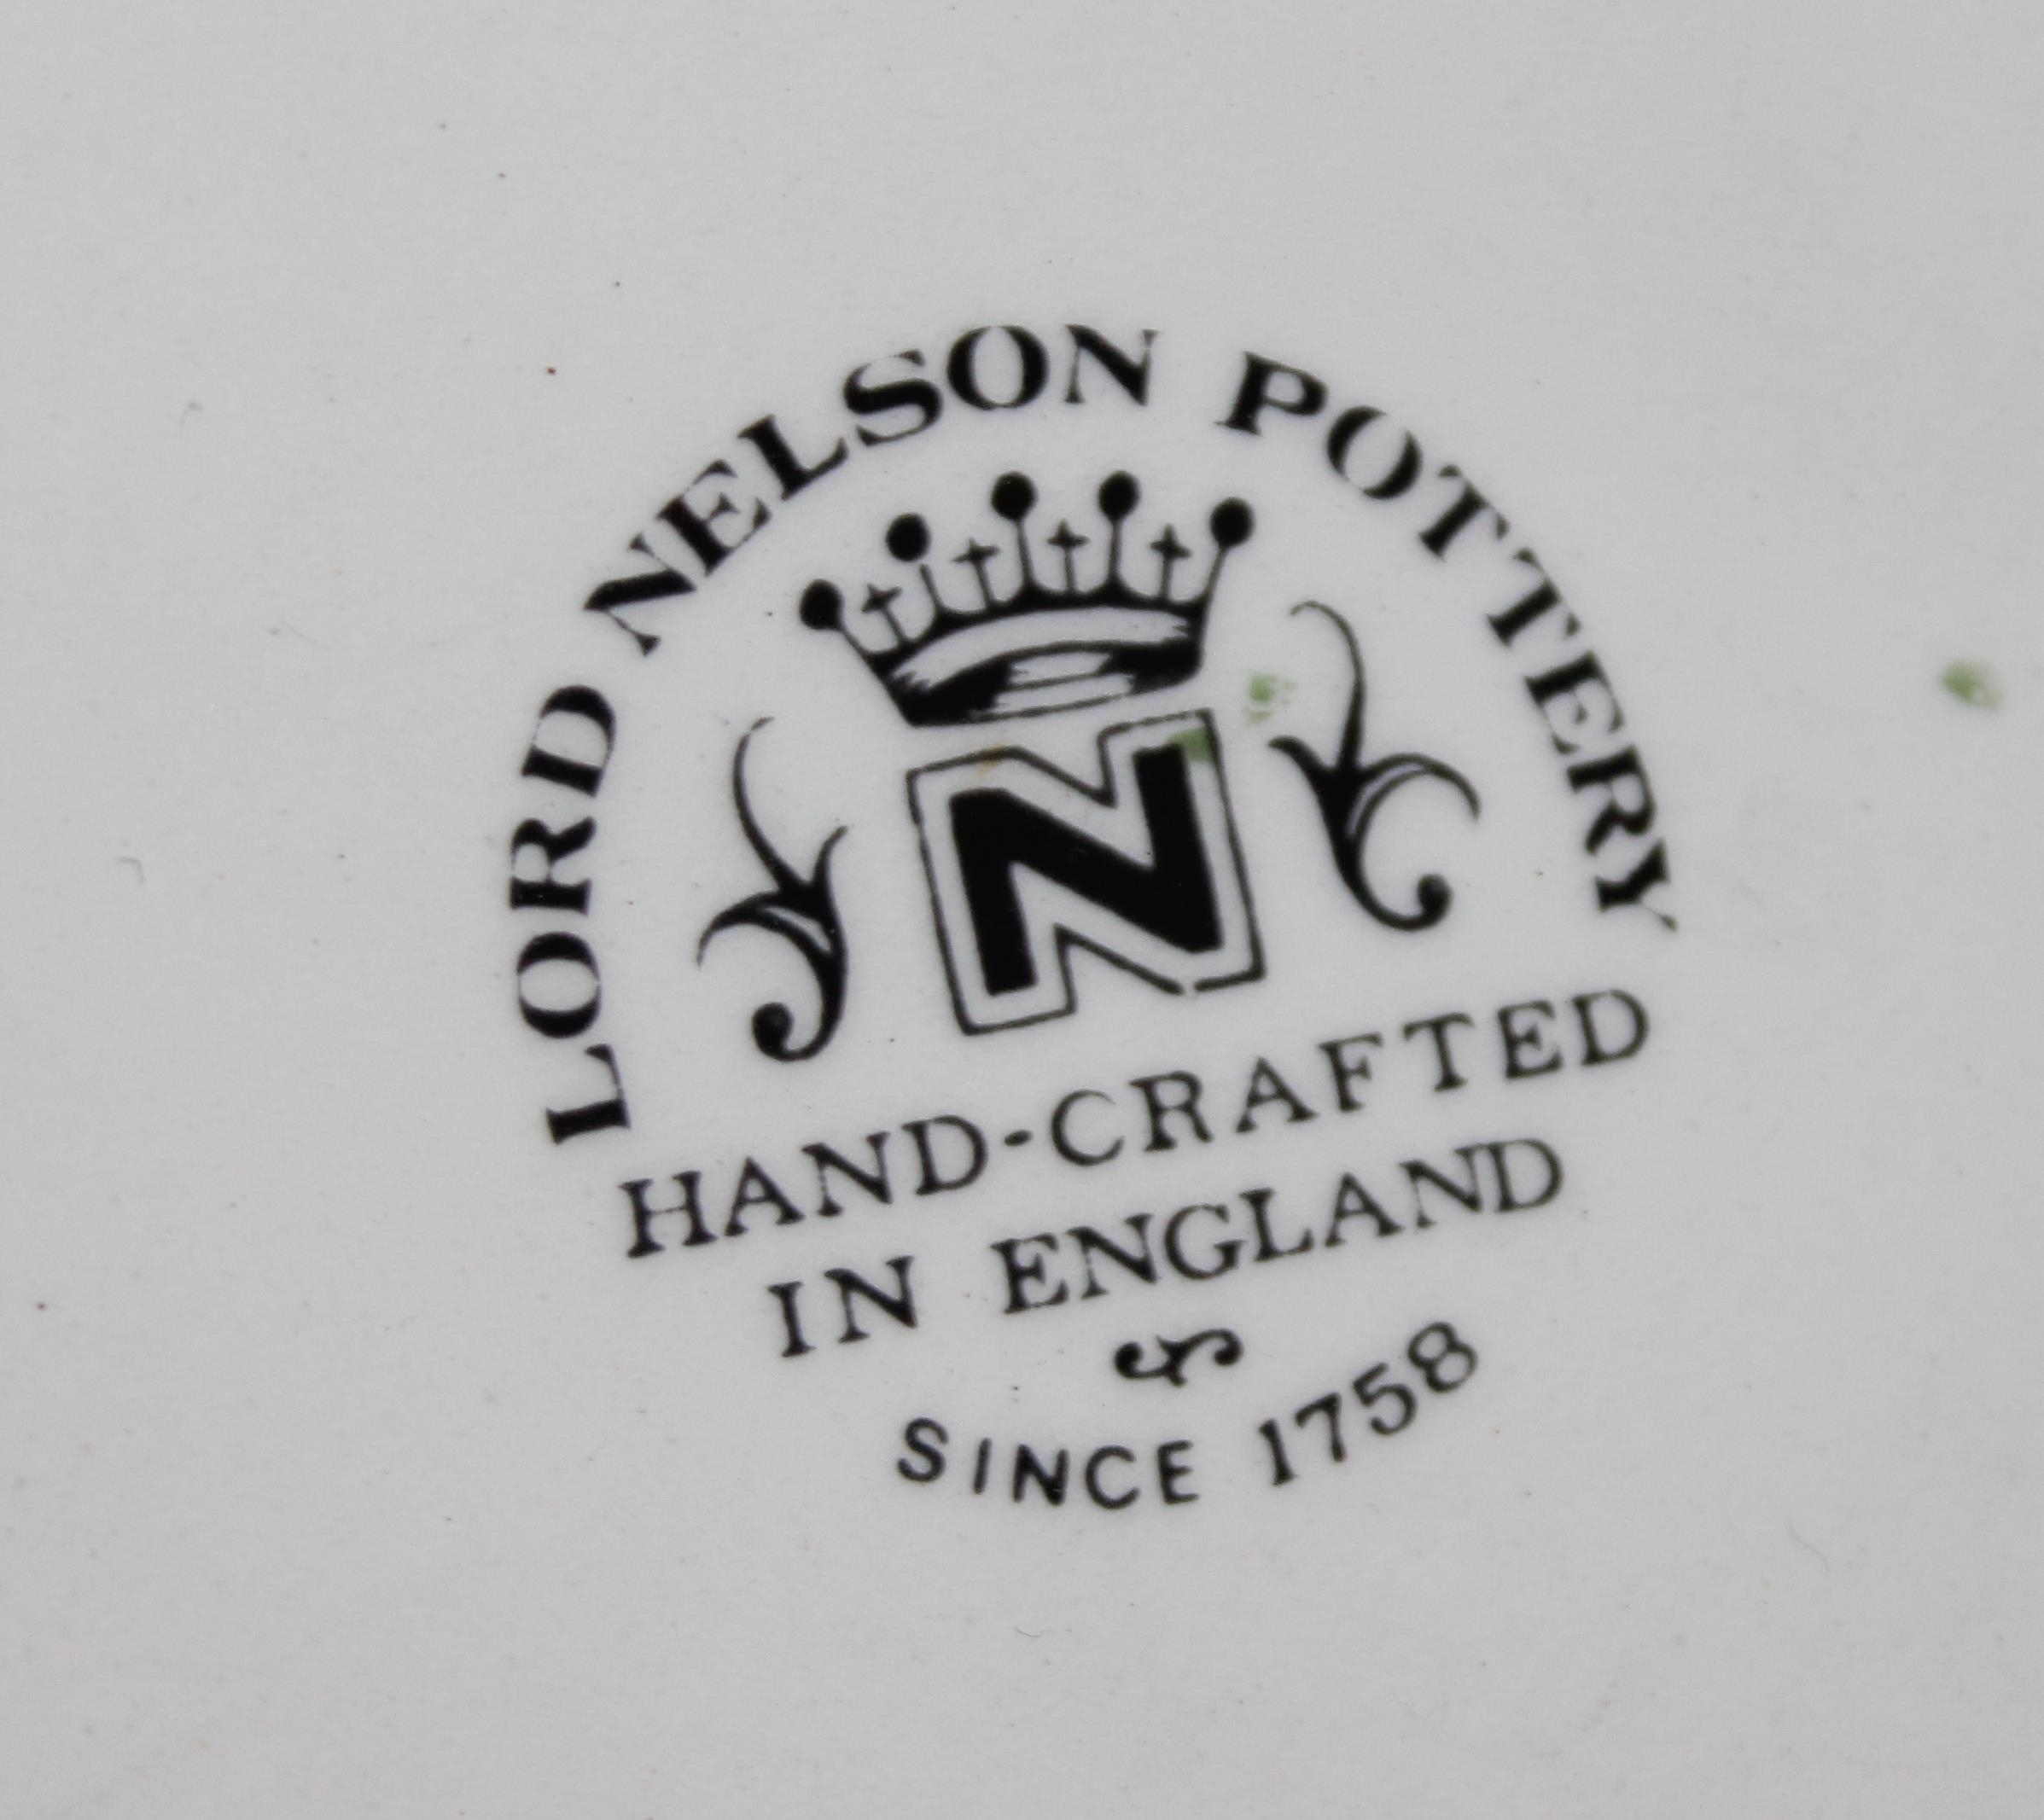 LORD NELSON POTTERY
N
HAND-CRAFTED
IN ENGLAND
SINCE 1758